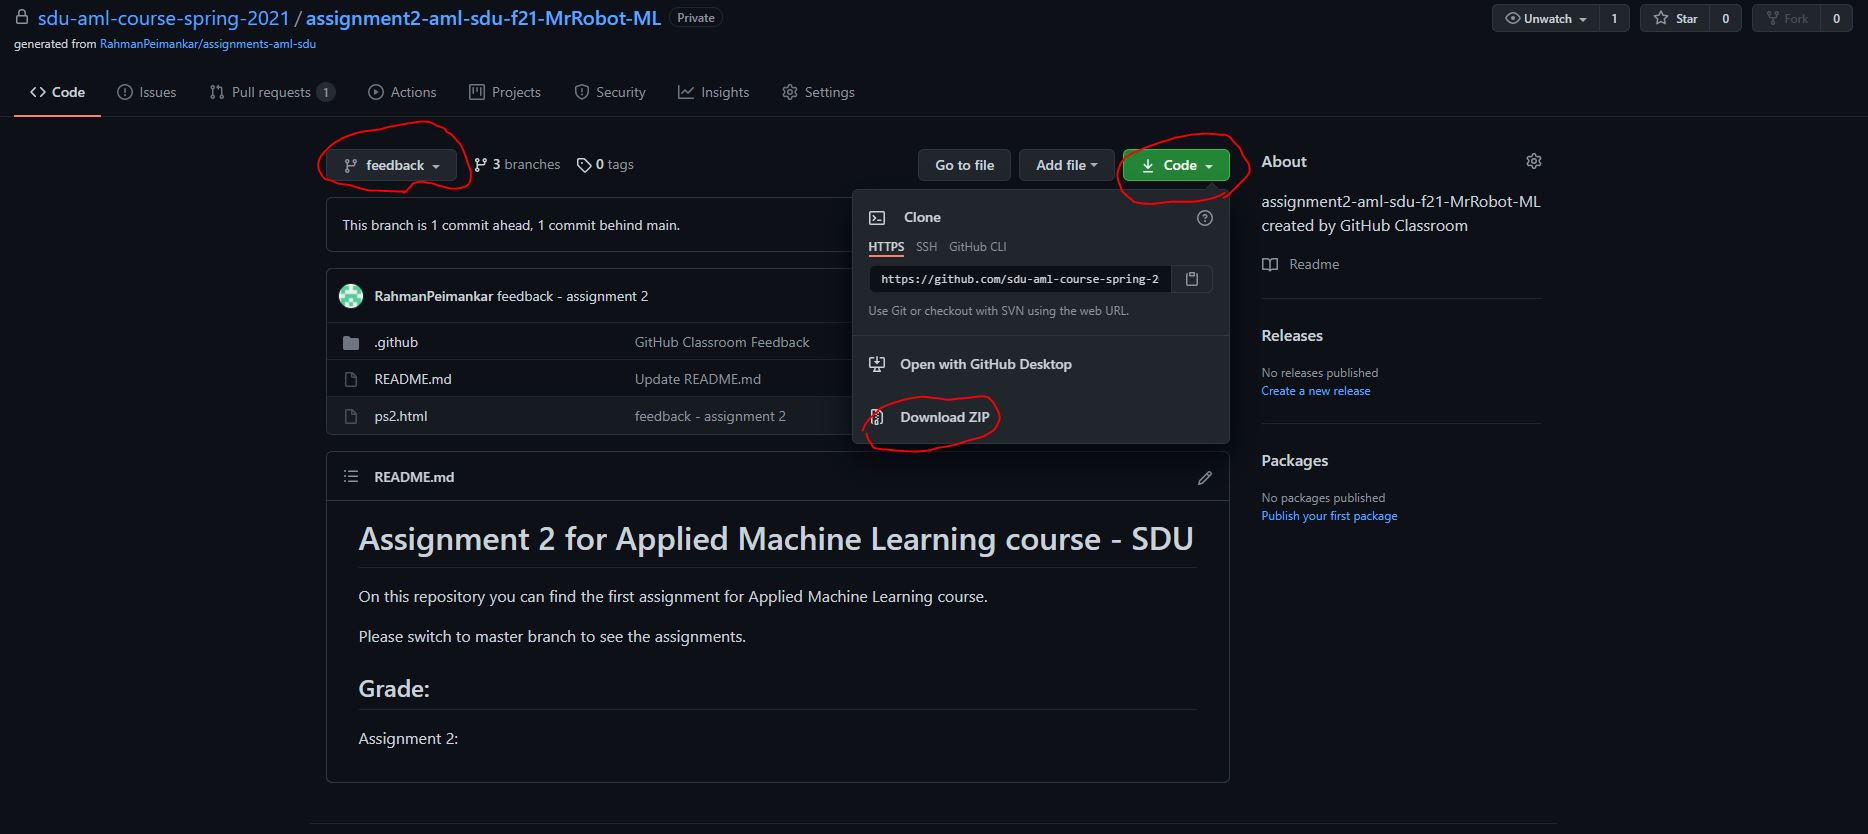 sdu-aml-course-spring-2021 / assignment2-aml-sdu-f21-MrRobot-ML Private
Unwatch 1 Star 0 Fork 0
generated from RahmanPeimankar/assignments-aml-sdu
Code Issues Pull requests 1 Actions Projects Security Insights Settings
feedback 3 branches 0 tags Go to file Add file Code
This branch is 1 commit ahead, 1 commit behind main.
RahmanPeimankar feedback - assignment 2
.github GitHub Classroom Feedback
README.md Update README.md
ps2.html feedback - assignment 2
Clone
HTTPS SSH GitHub CLI
https://github.com/sdu-aml-course-spring-2
Use Git or checkout with SVN using the web URL.
Open with GitHub Desktop
Download ZIP
README.md
Assignment 2 for Applied Machine Learning course - SDU
On this repository you can find the first assignment for Applied Machine Learning course.
Please switch to master branch to see the assignments.
Grade:
Assignment 2:
About
assignment2-aml-sdu-f21-MrRobot-ML
created by GitHub Classroom
Readme
Releases
No releases published
Create a new release
Packages
No packages published
Publish your first package